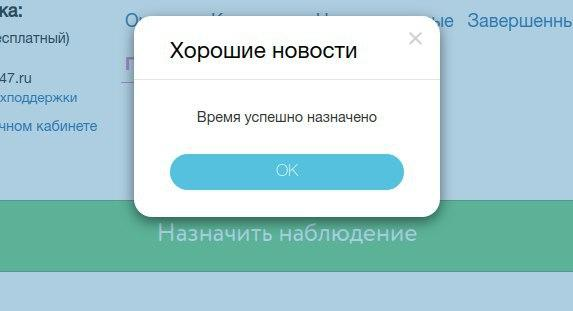 ка:
есплатный)
47.ru
хподдержки
чном кабинете
Завершенны
Хорошие новости
Время успешно назначено
OK
Назначить наблюдение